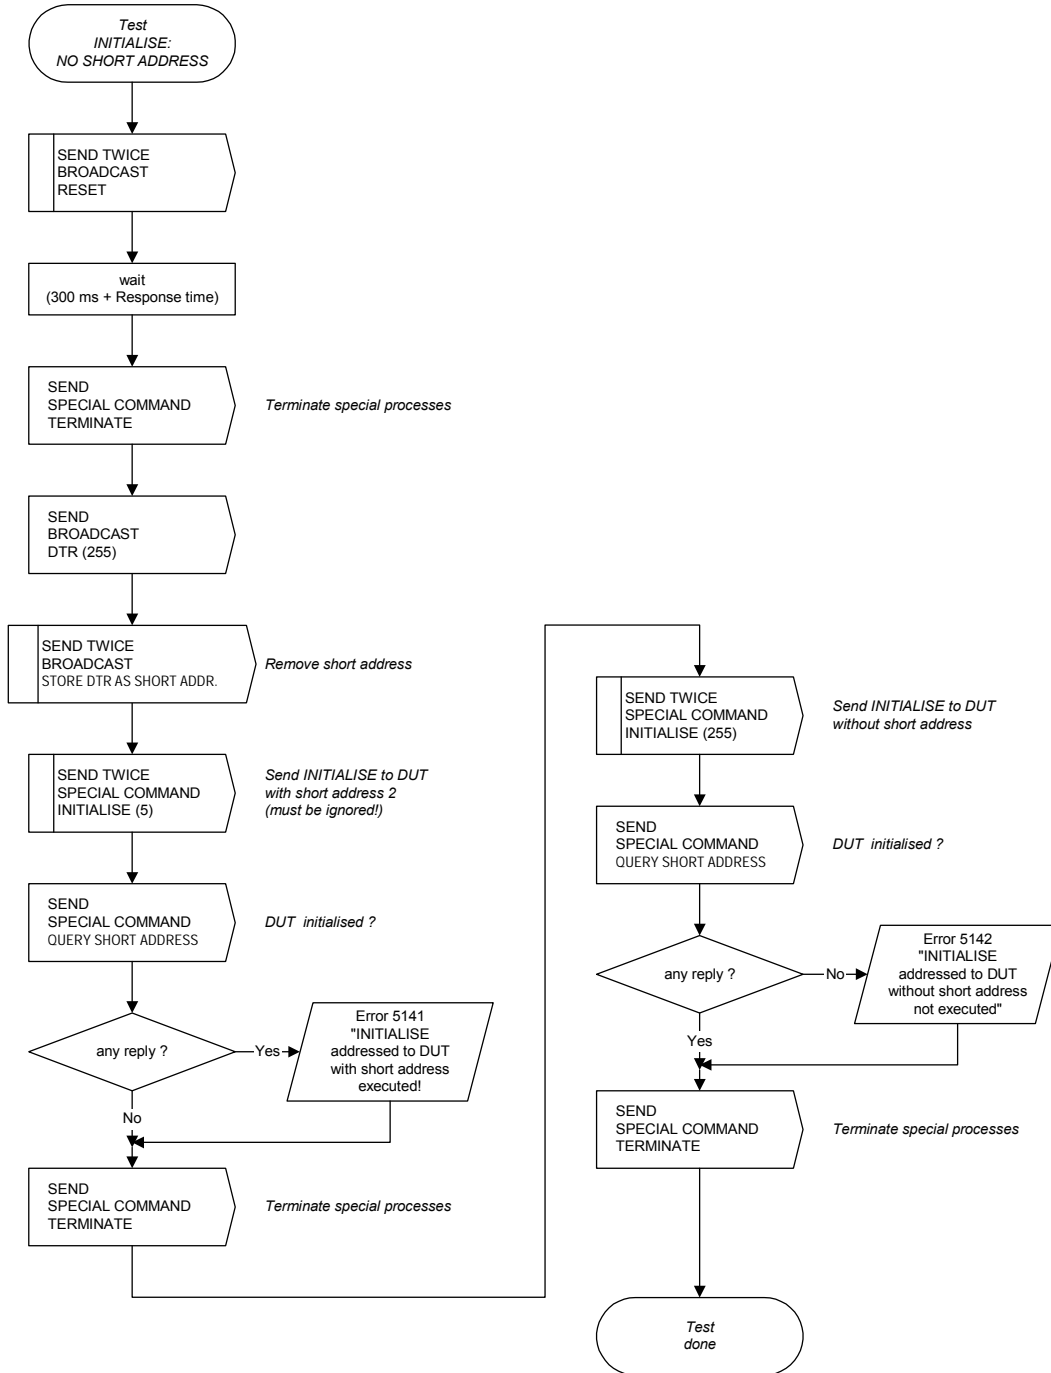 Test
INITIALISE:
NO SHORT ADDRESS
SEND TWICE
BROADCAST
RESET
wait
(300 ms + Response time)
SEND
SPECIAL COMMAND
TERMINATE
Terminate special processes
SEND
BROADCAST
DTR (255)
SEND TWICE
BROADCAST
STORE DTR AS SHORT ADDR.
Remove short address
SEND TWICE
SPECIAL COMMAND
INITIALISE (5)
Send INITIALISE to DUT
with short address 2
(must be ignored!)
SEND
SPECIAL COMMAND
QUERY SHORT ADDRESS
DUT initialised ?
any reply ?
Yes
Error 5141
"INITIALISE
addressed to DUT
with short address
executed!
No
SEND
SPECIAL COMMAND
TERMINATE
Terminate special processes
SEND TWICE
SPECIAL COMMAND
INITIALISE (255)
Send INITIALISE to DUT
without short address
SEND
SPECIAL COMMAND
QUERY SHORT ADDRESS
DUT initialised ?
any reply ?
No
Error 5142
"INITIALISE
addressed to DUT
without short address
not executed"
Yes
SEND
SPECIAL COMMAND
TERMINATE
Terminate special processes
Test
done